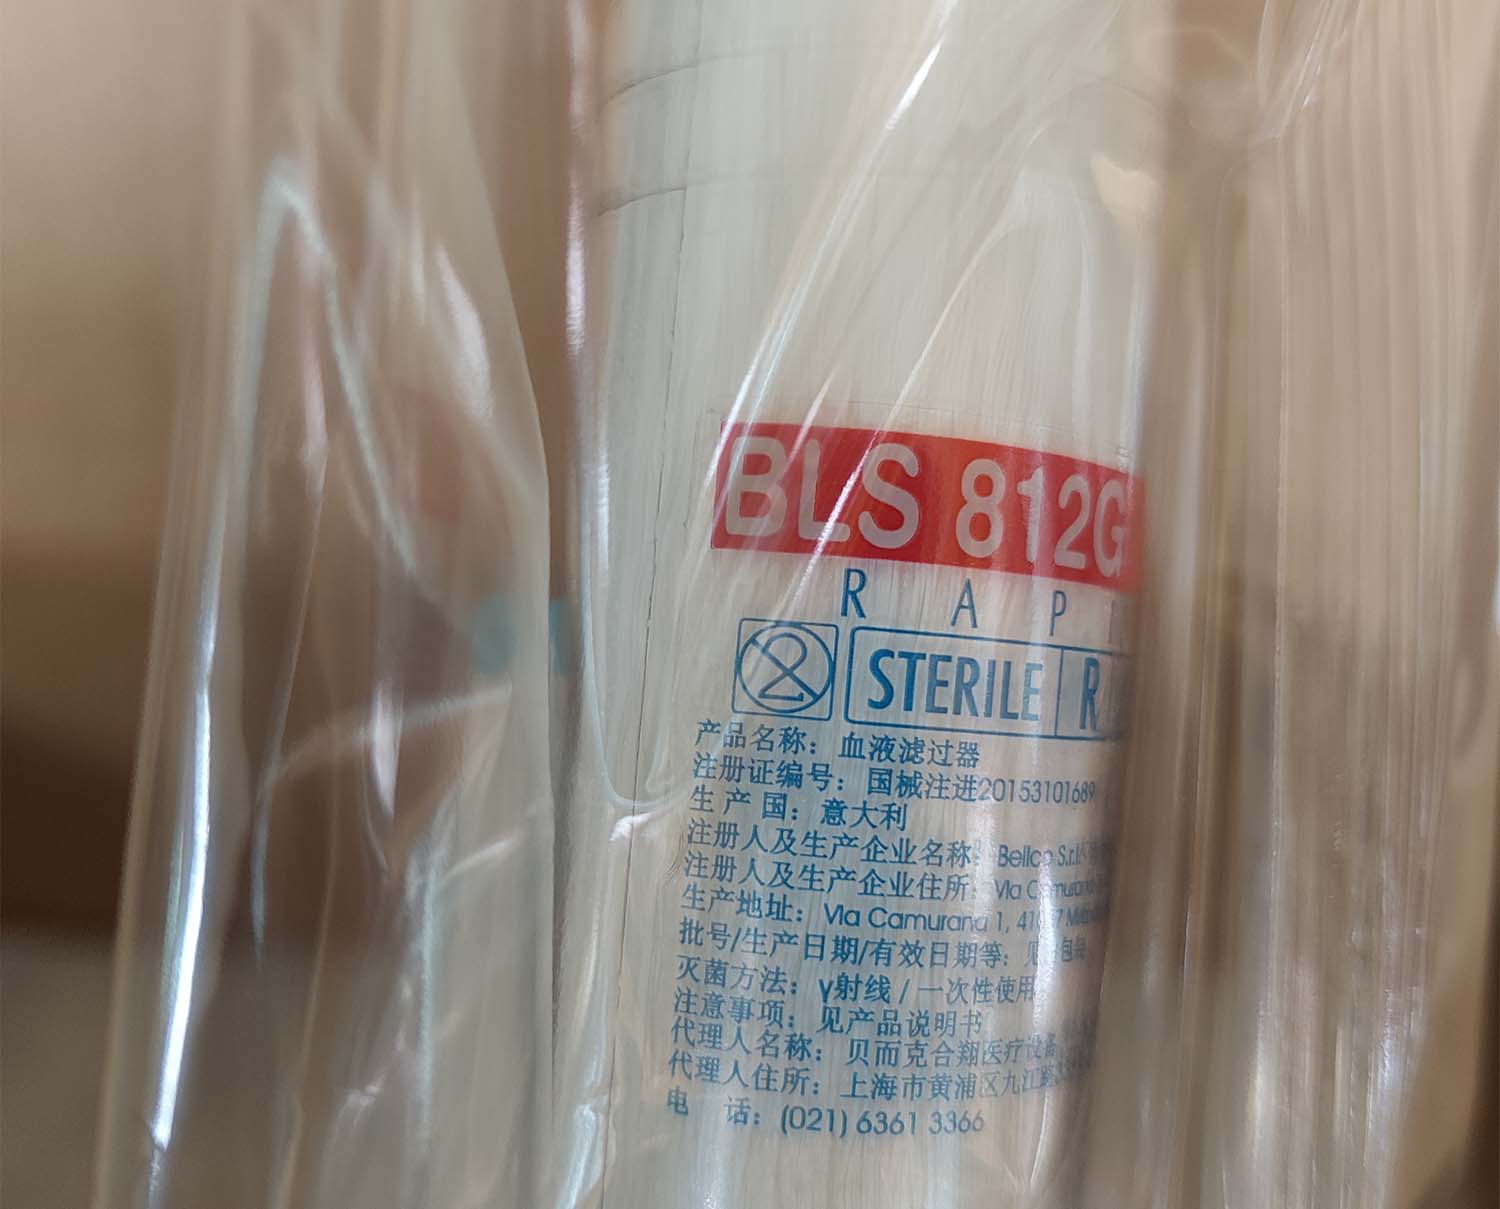 BLS 812G
R A P
2
STERILE R
产品名称：血液滤过器
注册证编号：国械注进20153101689
生 产 国：意大利
注册人及生产企业名称：Bellco S.r.l.
注册人及生产企业住所：Via Camurana
生产地址：Via Camurana 1,
批号/生产日期/有效日期等：见 包装
灭菌方法：γ射线 / 一次性使用
注意事项：见产品说明书
代理人名称：贝而克合翔医疗设备
代理人住所：上海市黄浦区九江路
电 话：(021) 6361 3366